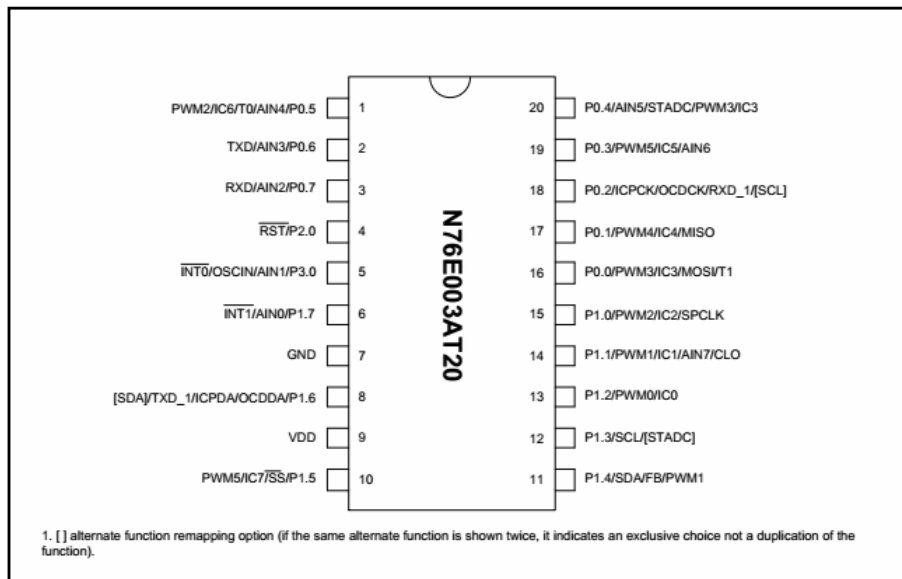 PWM2/IC6/T0/AIN4/P0.5 1 20 P0.4/AIN5/STADC/PWM3/IC3
TXD/AIN3/P0.6 2 19 P0.3/PWM5/IC5/AIN6
RXD/AIN2/P0.7 3 18 P0.2/ICPCK/OCDCK/RXD_1/[SCL]
RST/P2.0 4 17 P0.1/PWM4/IC4/MISO
INT0/OSCIN/AIN1/P3.0 5 16 P0.0/PWM3/IC3/MOSI/T1
INT1/AIN0/P1.7 6 15 P1.0/PWM2/IC2/SPCLK
GND 7 14 P1.1/PWM1/IC1/AIN7/CLO
[SDA]/TXD_1/ICPDA/OCDDA/P1.6 8 13 P1.2/PWM0/IC0
VDD 9 12 P1.3/SCL/[STADC]
PWM5/IC7/SS/P1.5 10 11 P1.4/SDA/FB/PWM1
N76E003AT20
1. [ ] alternate function remapping option (if the same alternate function is shown twice, it indicates an exclusive choice not a duplication of the
function).